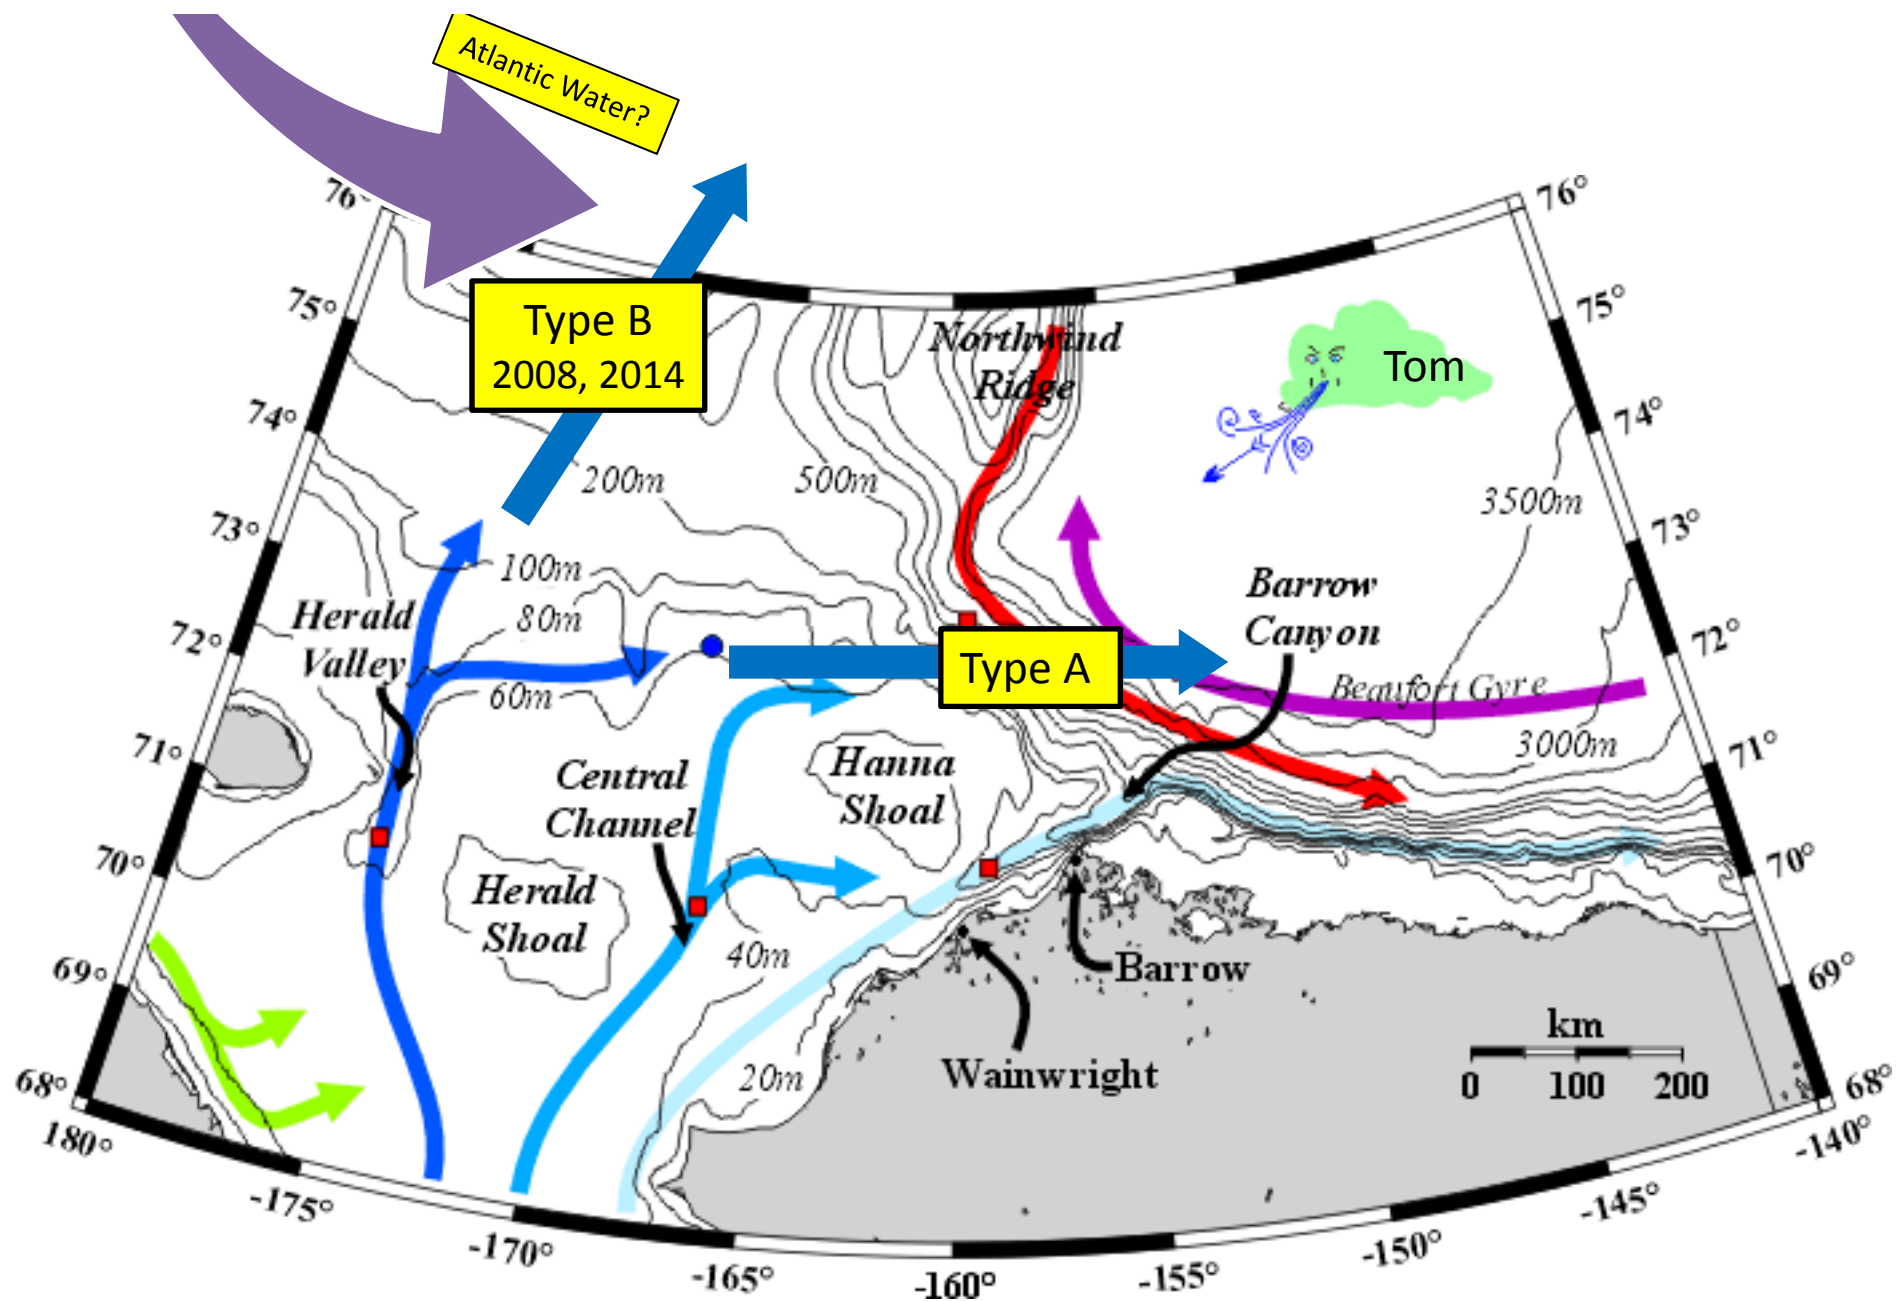 Atlantic Water?
76°
76°
Type B
2008, 2014
75°
75°
Northwind
Ridge
Tom
74°
74°
200m
500m
3500m
73°
73°
100m
Barrow
Canyon
Herald
Valley
80m
72°
72°
Type A
60m
Beaufort Gyre
71°
71°
3000m
Hanna
Shoal
Central
Channel
70°
70°
Herald
Shoal
40m
Barrow
69°
69°
km
0 100 200
Wainwright
20m
68°
68°
180°
-175°
-170°
-165°
-160°
-155°
-150°
-145°
-140°